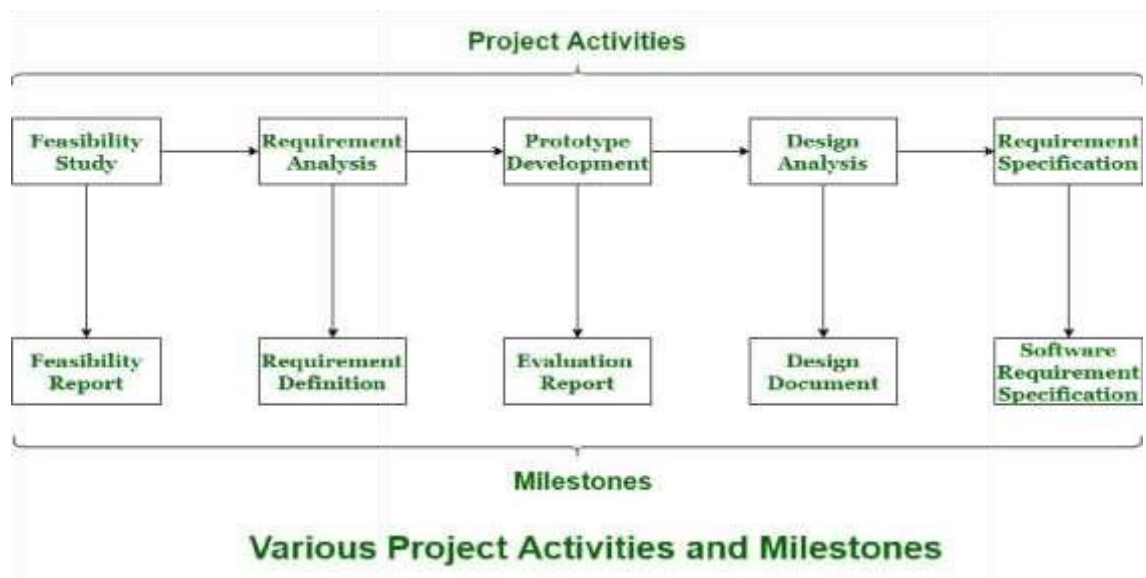 Project Activities
Feasibility
Study
Requirement
Analysis
Prototype
Development
Design
Analysis
Requirement
Specification
Feasibility
Report
Requirement
Definition
Evaluation
Report
Design
Document
Software
Requirement
Specification
Milestones
Various Project Activities and Milestones